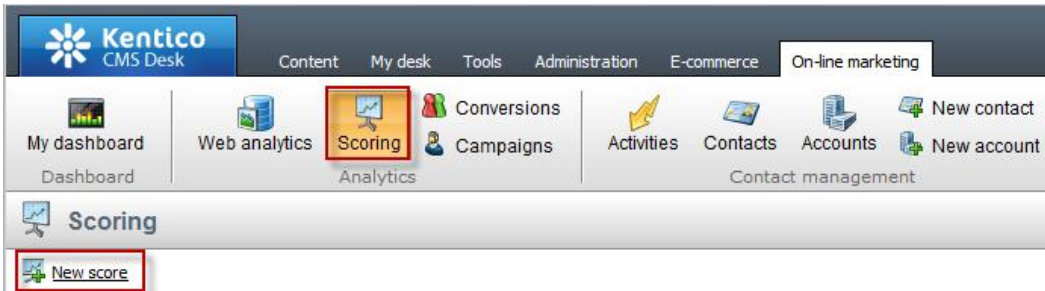 Kentico
CMS Desk
Content My desk Tools Administration E-commerce On-line marketing
Conversions New contact
My dashboard Web analytics Scoring Campaigns Activities Contacts Accounts New account
Dashboard Analytics Contact management
Scoring
New score